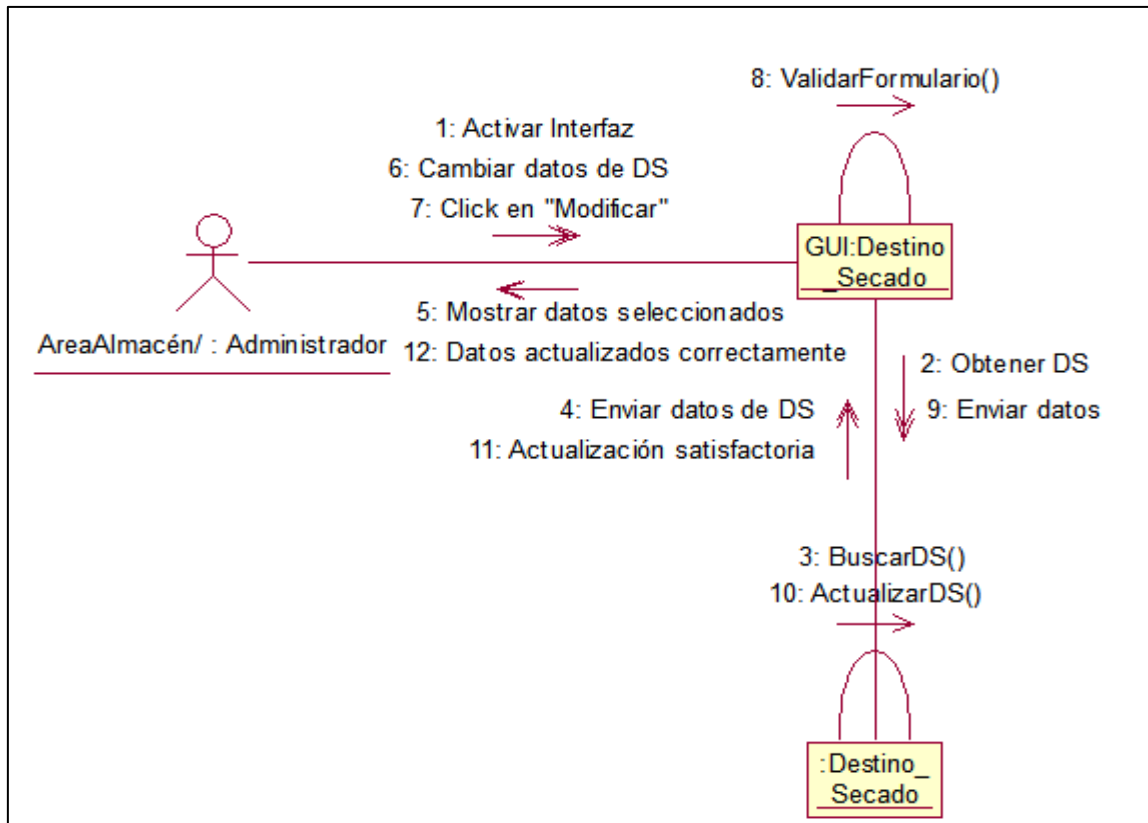 8: ValidarFormulario()
1: Activar Interfaz
6: Cambiar datos de DS
7: Click en "Modificar"
GUI:Destino
_Secado
AreaAlmacén/ : Administrador
5: Mostrar datos seleccionados
12: Datos actualizados correctamente
2: Obtener DS
9: Enviar datos
4: Enviar datos de DS
11: Actualización satisfactoria
3: BuscarDS()
10: ActualizarDS()
:Destino_
_Secado